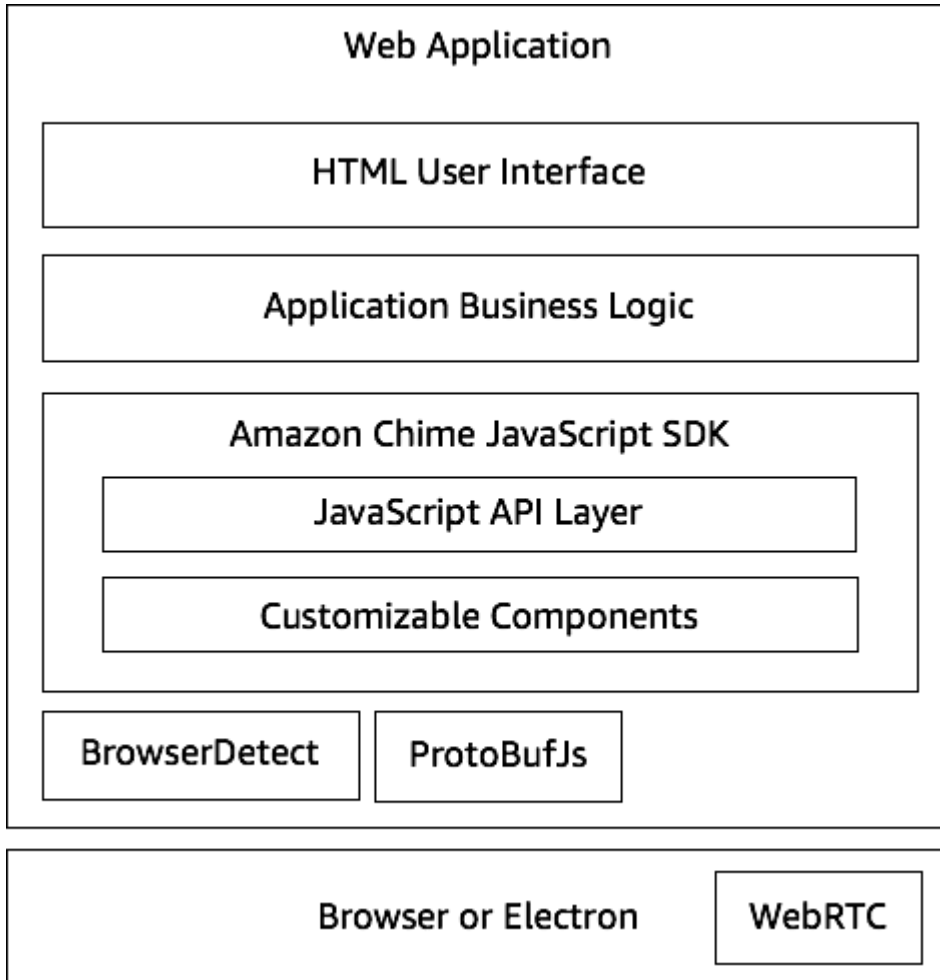 Web Application
HTML User Interface
Application Business Logic
Amazon Chime JavaScript SDK
JavaScript API Layer
Customizable Components
BrowserDetect
ProtoBufJs
Browser or Electron
WebRTC